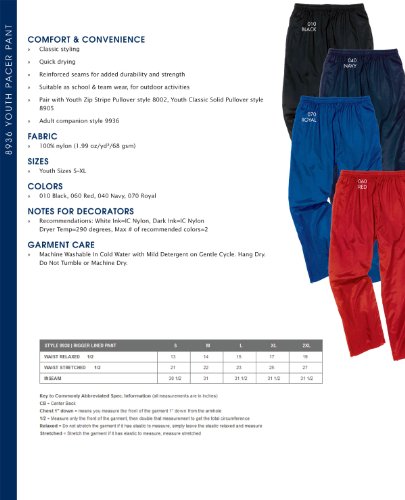 8936 YOUTH PACER PANT
COMFORT & CONVENIENCE
» Classic styling
» Quick drying
» Reinforced seams for added durability and strength
» Suitable as school & team wear, for outdoor activities
» Pair with Youth Zip Stripe Pullover style 8002, Youth Classic Solid Pullover style
8905
» Adult companion style 9936
FABRIC
» 100% nylon (1.99 oz/yd²/68 gsm)
SIZES
» Youth Sizes S-XL
COLORS
» 010 Black, 060 Red, 040 Navy, 070 Royal
NOTES FOR DECORATORS
» Recommendations: White Ink=IC Nylon, Dark Ink=IC Nylon
Dryer Temp=290 degrees, Max # of recommended colors=2
GARMENT CARE
» Machine Washable In Cold Water with Mild Detergent on Gentle Cycle. Hang Dry.
Do Not Tumble or Machine Dry.
010
BLACK
040
NAVY
070
ROYAL
060
RED
STYLE | RIGGER LINED PANT S M L XL 2XL
WAIST RELAXED 1/2 13 14 15 17 19
WAIST STRETCHED 1/2 21 22 23 25 27
INSEAM 31 31 1/2 31 1/2 31 1/2
Key to Commonly Abbreviated Spec. Information (all measurements are in inches)
CB = Center Back
Chest 1" down = means you measure the front of the garment 1" down from the armhole
1/2 = Measure only the front of the garment, then double that measurement to get the total circumference
Relaxed = Do not stretch the garment if it has elastic to measure, simply leave the elastic relaxed and measure
Stretched = Stretch the garment if it has elastic to measure, measure stretched